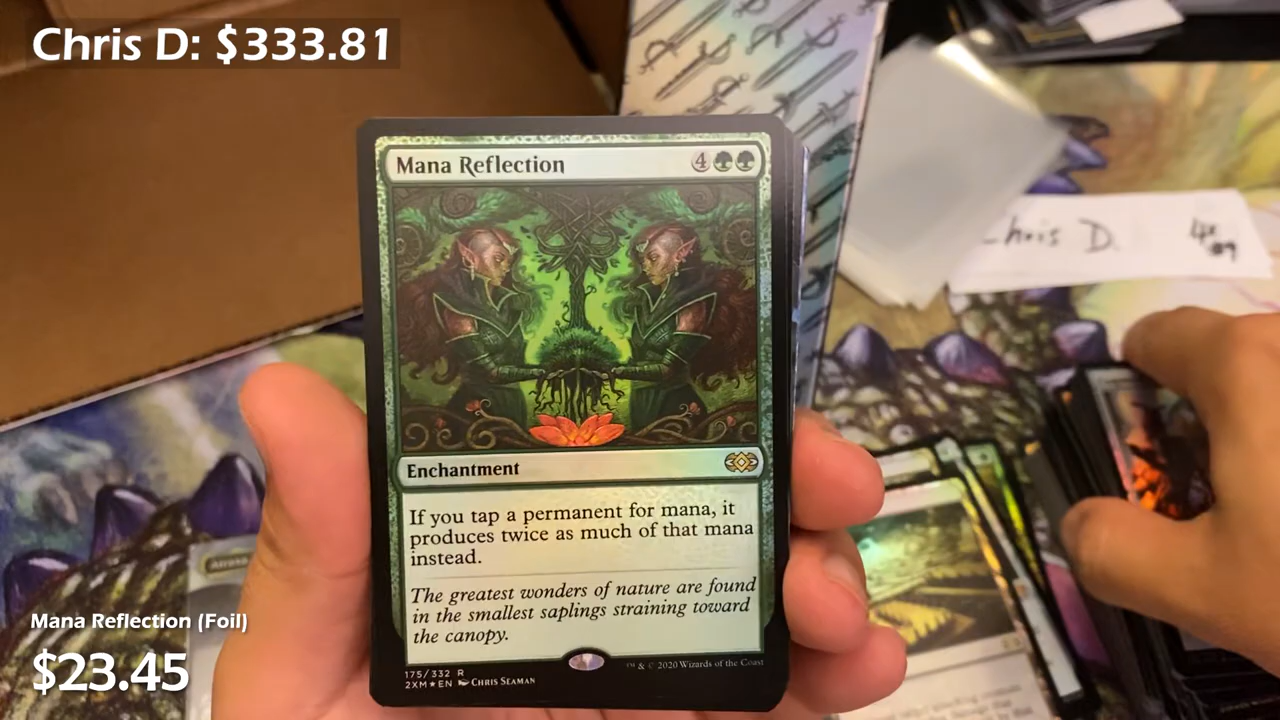 Chris D: $333.81
Mana Reflection
4
Enchantment
If you tap a permanent for mana, it
produces twice as much of that mana
instead.
The greatest wonders of nature are found
in the smallest saplings straining toward
the canopy.
175/332 R
2XM★EN Chris Seaman
™ & © 2020 Wizards of the Coast
Chris D.
Mana Reflection (Foil)
$23.45